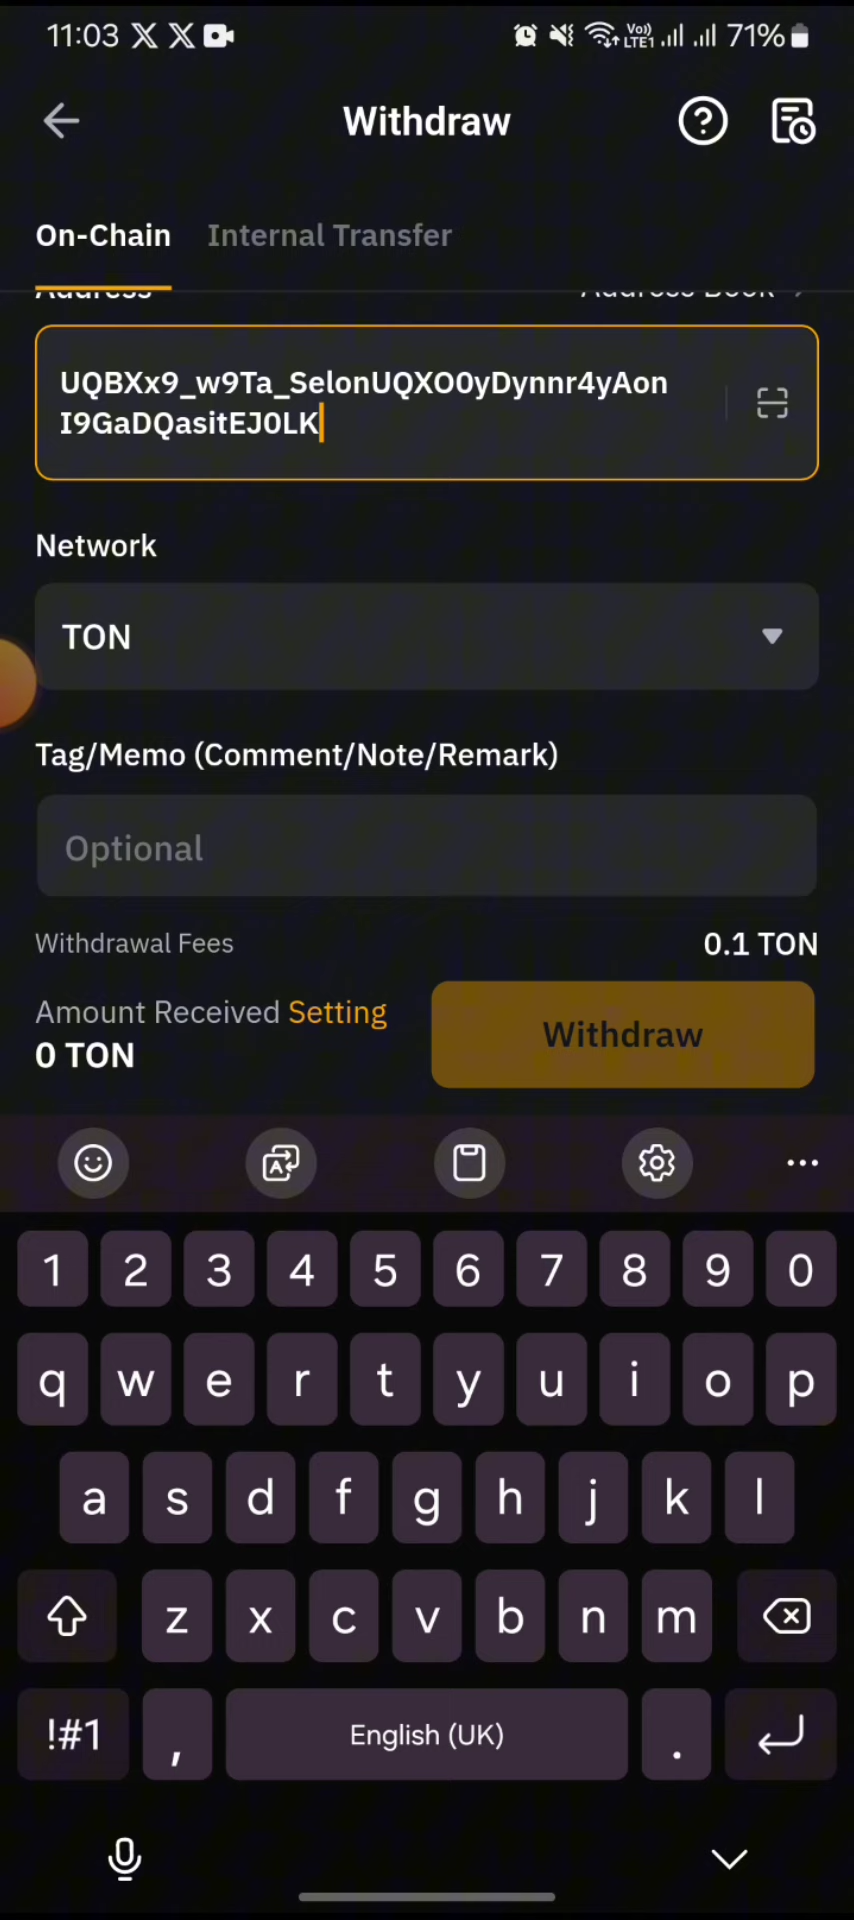 11:03 71%
Vo))
LTE1
Withdraw
On-Chain Internal Transfer
Address Address Book
UQBXx9_w9Ta_SelonUQXO0yDynnr4yAon
I9GaDQasitEJ0LK
Network
TON
Tag/Memo (Comment/Note/Remark)
Optional
Withdrawal Fees 0.1 TON
Amount Received Setting
0 TON
Withdraw
1 2 3 4 5 6 7 8 9 0
q w e r t y u i o p
a s d f g h j k l
z x c v b n m
!#1 , English (UK) .